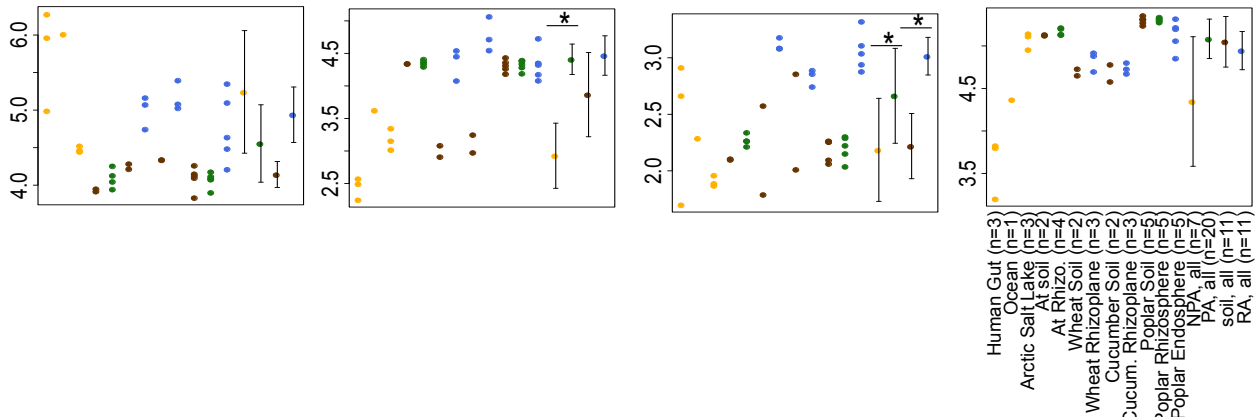 6.0
5.0
4.0
4.5
3.5
2.5
*
3.0
2.5
2.0
*
*
4.5
3.5
Human Gut (n=3)
Ocean (n=1)
Arctic Salt Lake (n=3)
At soil (n=2)
At Rhizo. (n=4)
Wheat Soil (n=2)
Wheat Rhizoplane (n=3)
Cucumber Soil (n=2)
Cucum. Rhizoplane (n=3)
Poplar Soil (n=5)
Poplar Rhizosphere (n=5)
Poplar Endosphere (n=5)
NPA, all (n=7)
PA, all (n=20)
soil, all (n=11)
RA, all (n=11)